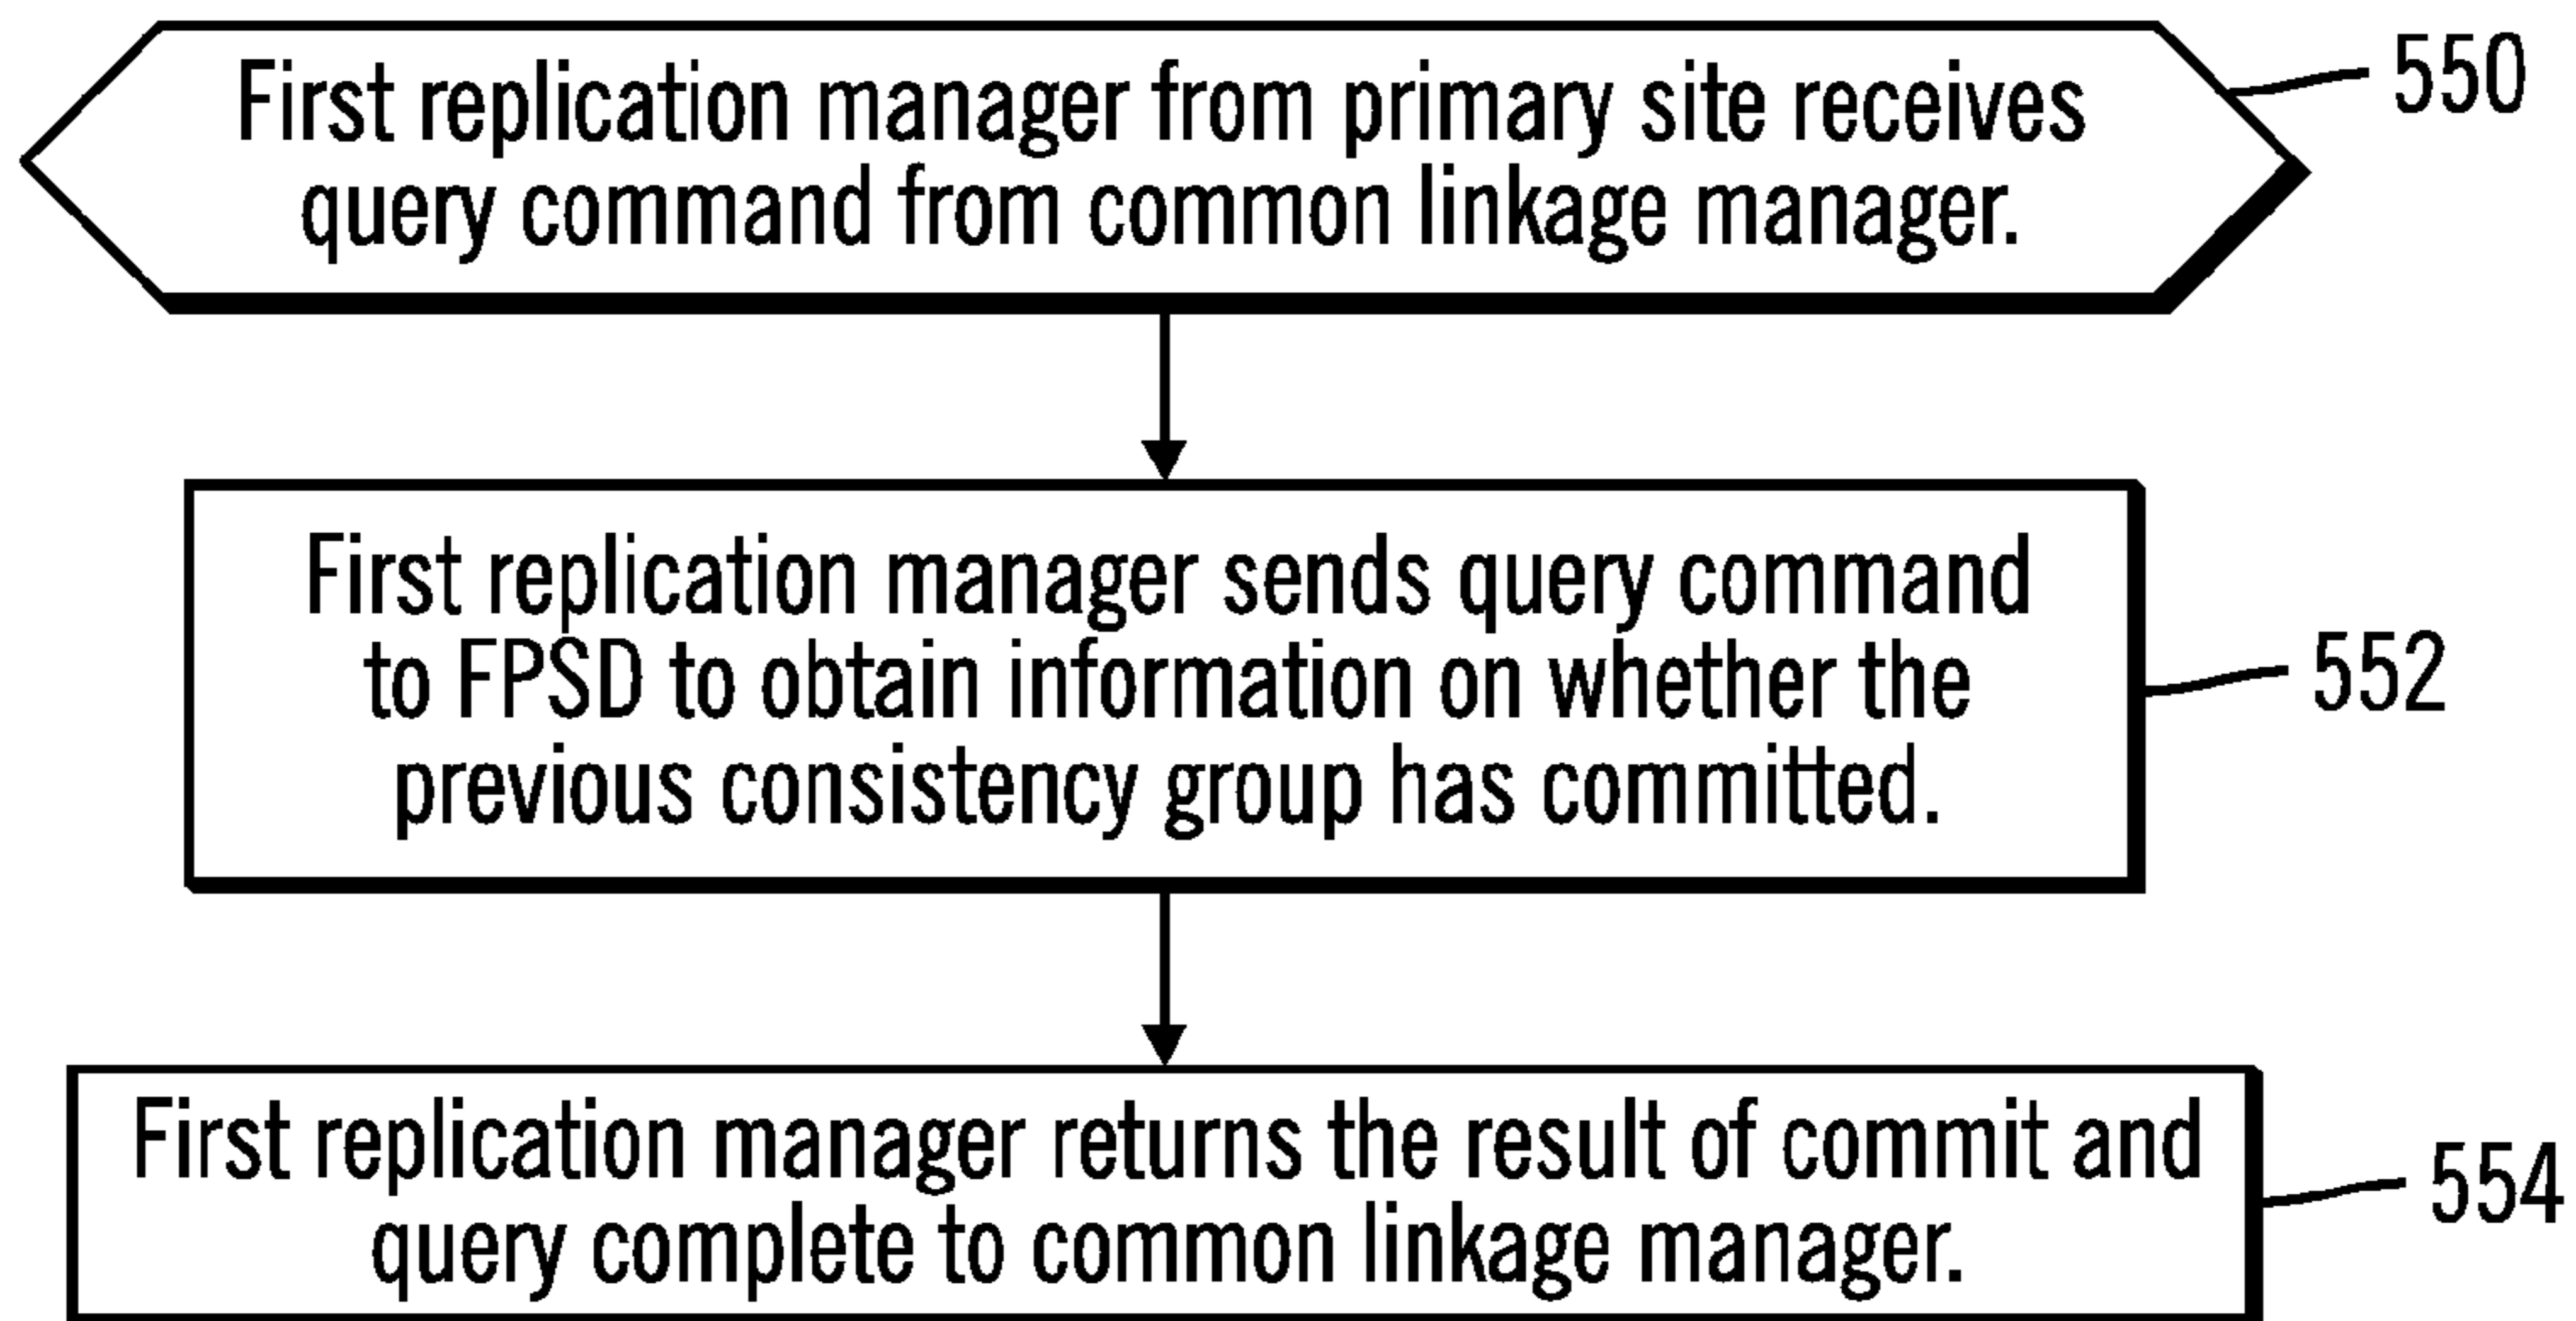 First replication manager from primary site receives
query command from common linkage manager.
550
First replication manager sends query command
to FPSD to obtain information on whether the
previous consistency group has committed.
552
First replication manager returns the result of commit and
query complete to common linkage manager.
554